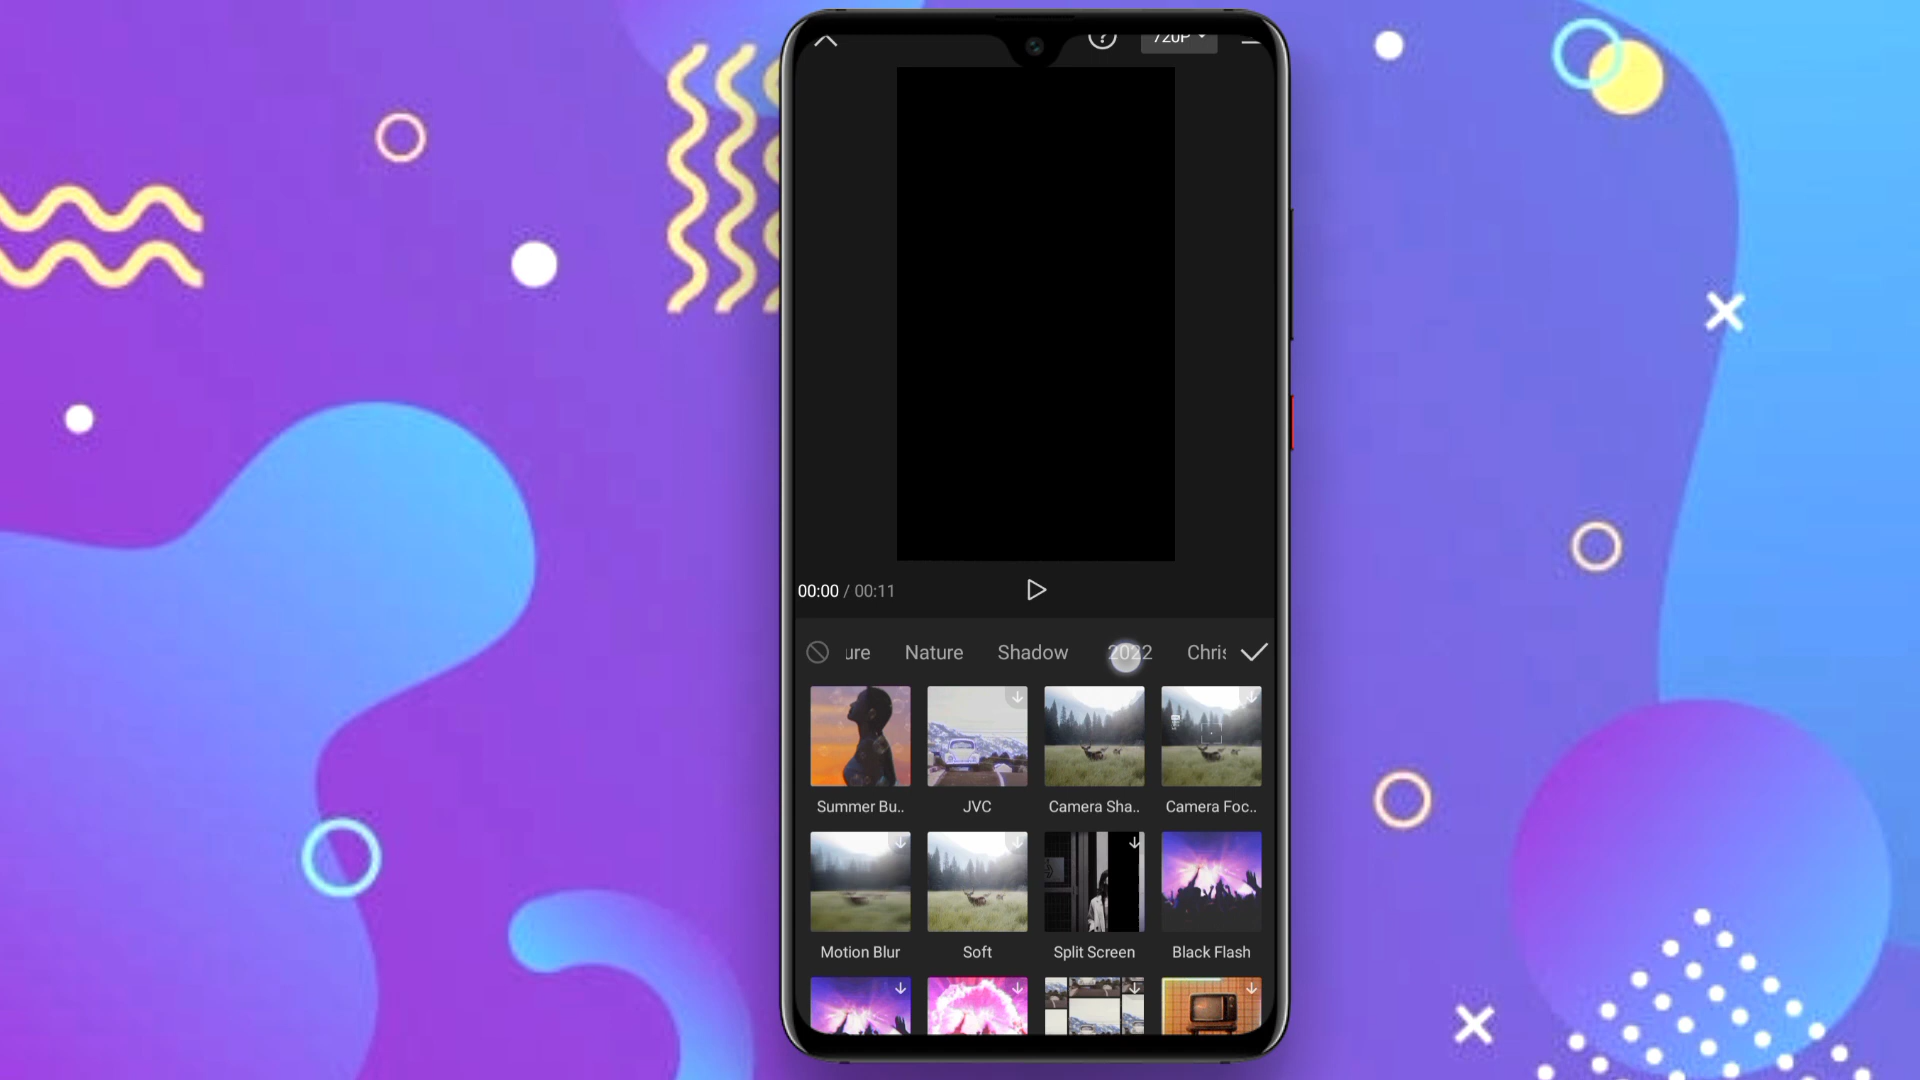 720P
00:00 / 00:11
ure Nature Shadow 2022 Chris
Summer Bu.. JVC Camera Sha.. Camera Foc..
Motion Blur Soft Split Screen Black Flash